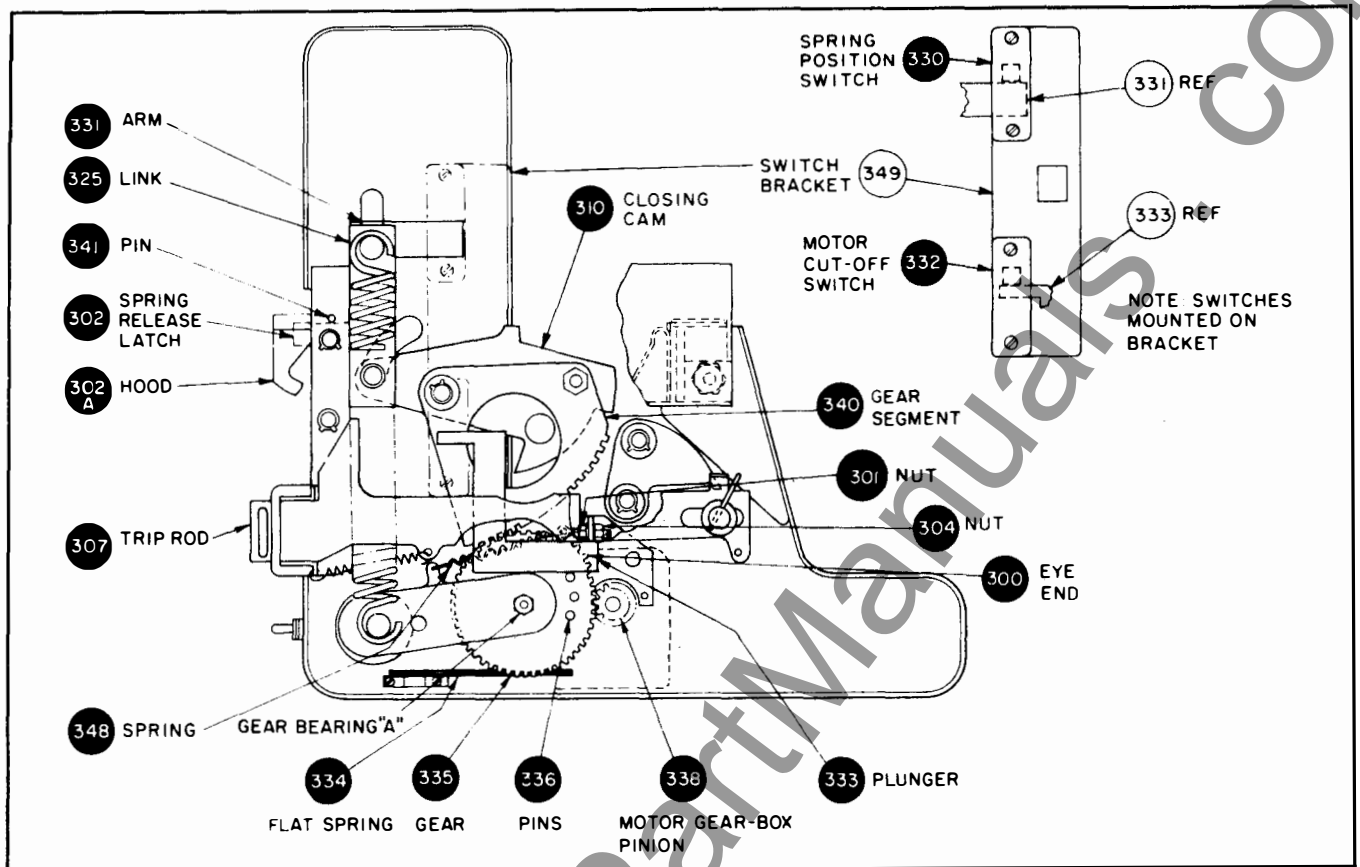 SPRING
POSITION
SWITCH
330
331 REF
331 ARM
325 LINK
341 PIN
302 SPRING
RELEASE
LATCH
302
A HOOD
310 CLOSING
CAM
SWITCH
BRACKET 349
333 REF
MOTOR
CUT-OFF
SWITCH
332
NOTE: SWITCHES
MOUNTED ON
BRACKET
340 GEAR
SEGMENT
301 NUT
304 NUT
307 TRIP ROD
300 EYE
END
348 SPRING
GEAR BEARING "A"
334
FLAT SPRING
335
GEAR
336
PINS
338
MOTOR GEAR-BOX
PINION
333 PLUNGER
PartManuals.co